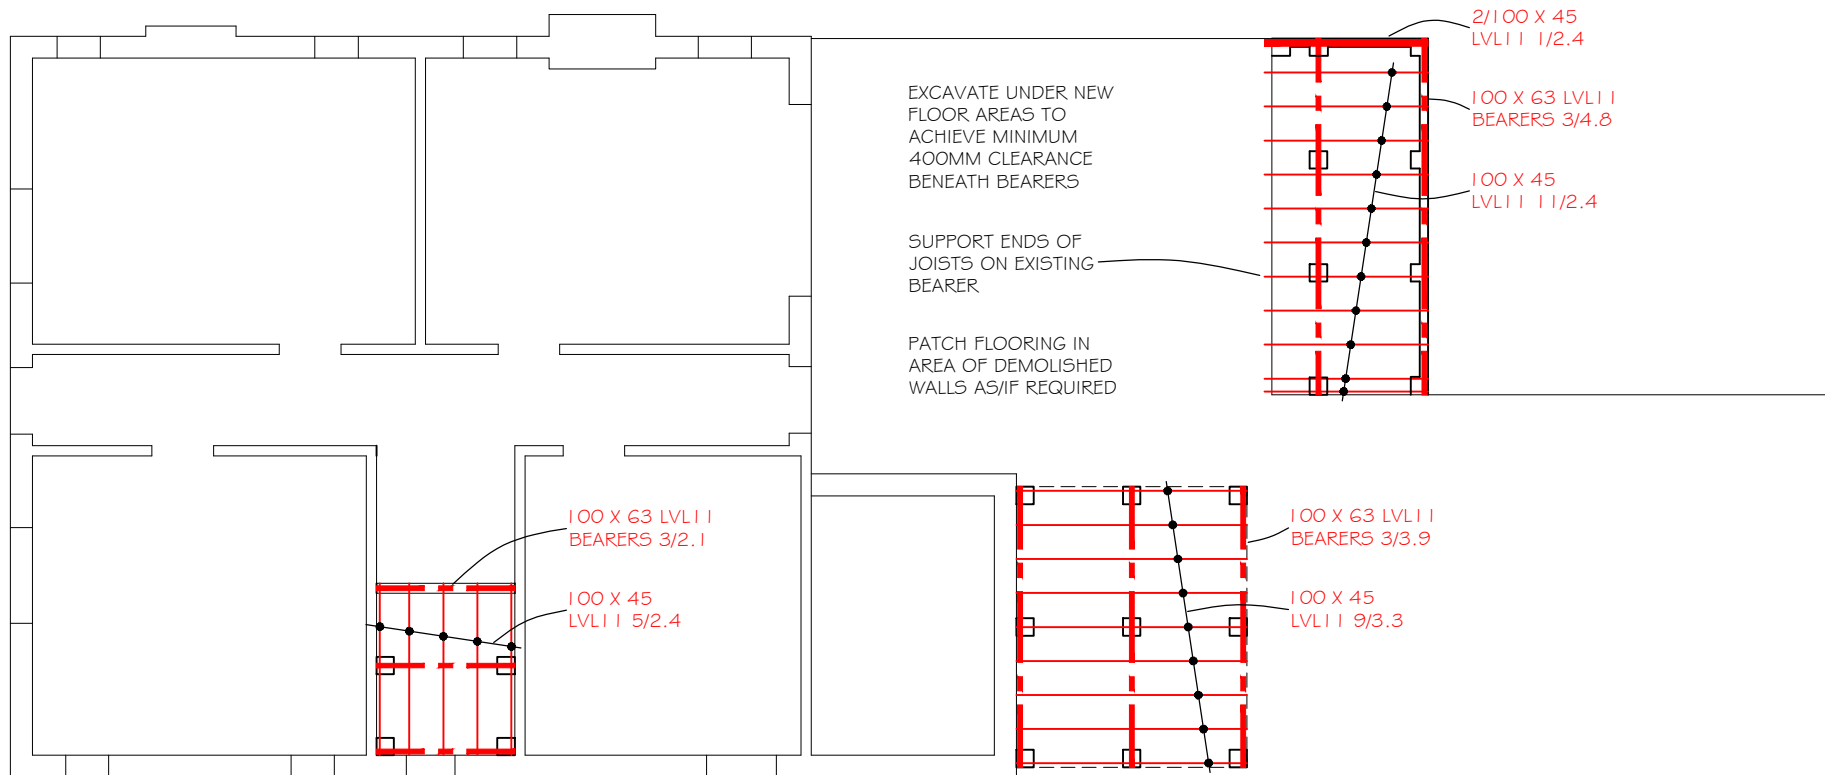 2/100 X 45
LVL11 1/2.4
EXCAVATE UNDER NEW
FLOOR AREAS TO
ACHIEVE MINIMUM
400MM CLEARANCE
BENEATH BEARERS
100 X 63 LVL11
BEARERS 3/4.8
100 X 45
LVL11 11/2.4
SUPPORT ENDS OF
JOISTS ON EXISTING
BEARER
PATCH FLOORING IN
AREA OF DEMOLISHED
WALLS AS/IF REQUIRED
100 X 63 LVL11
BEARERS 3/2.1
100 X 45
LVL11 5/2.4
100 X 63 LVL11
BEARERS 3/3.9
100 X 45
LVL11 9/3.3